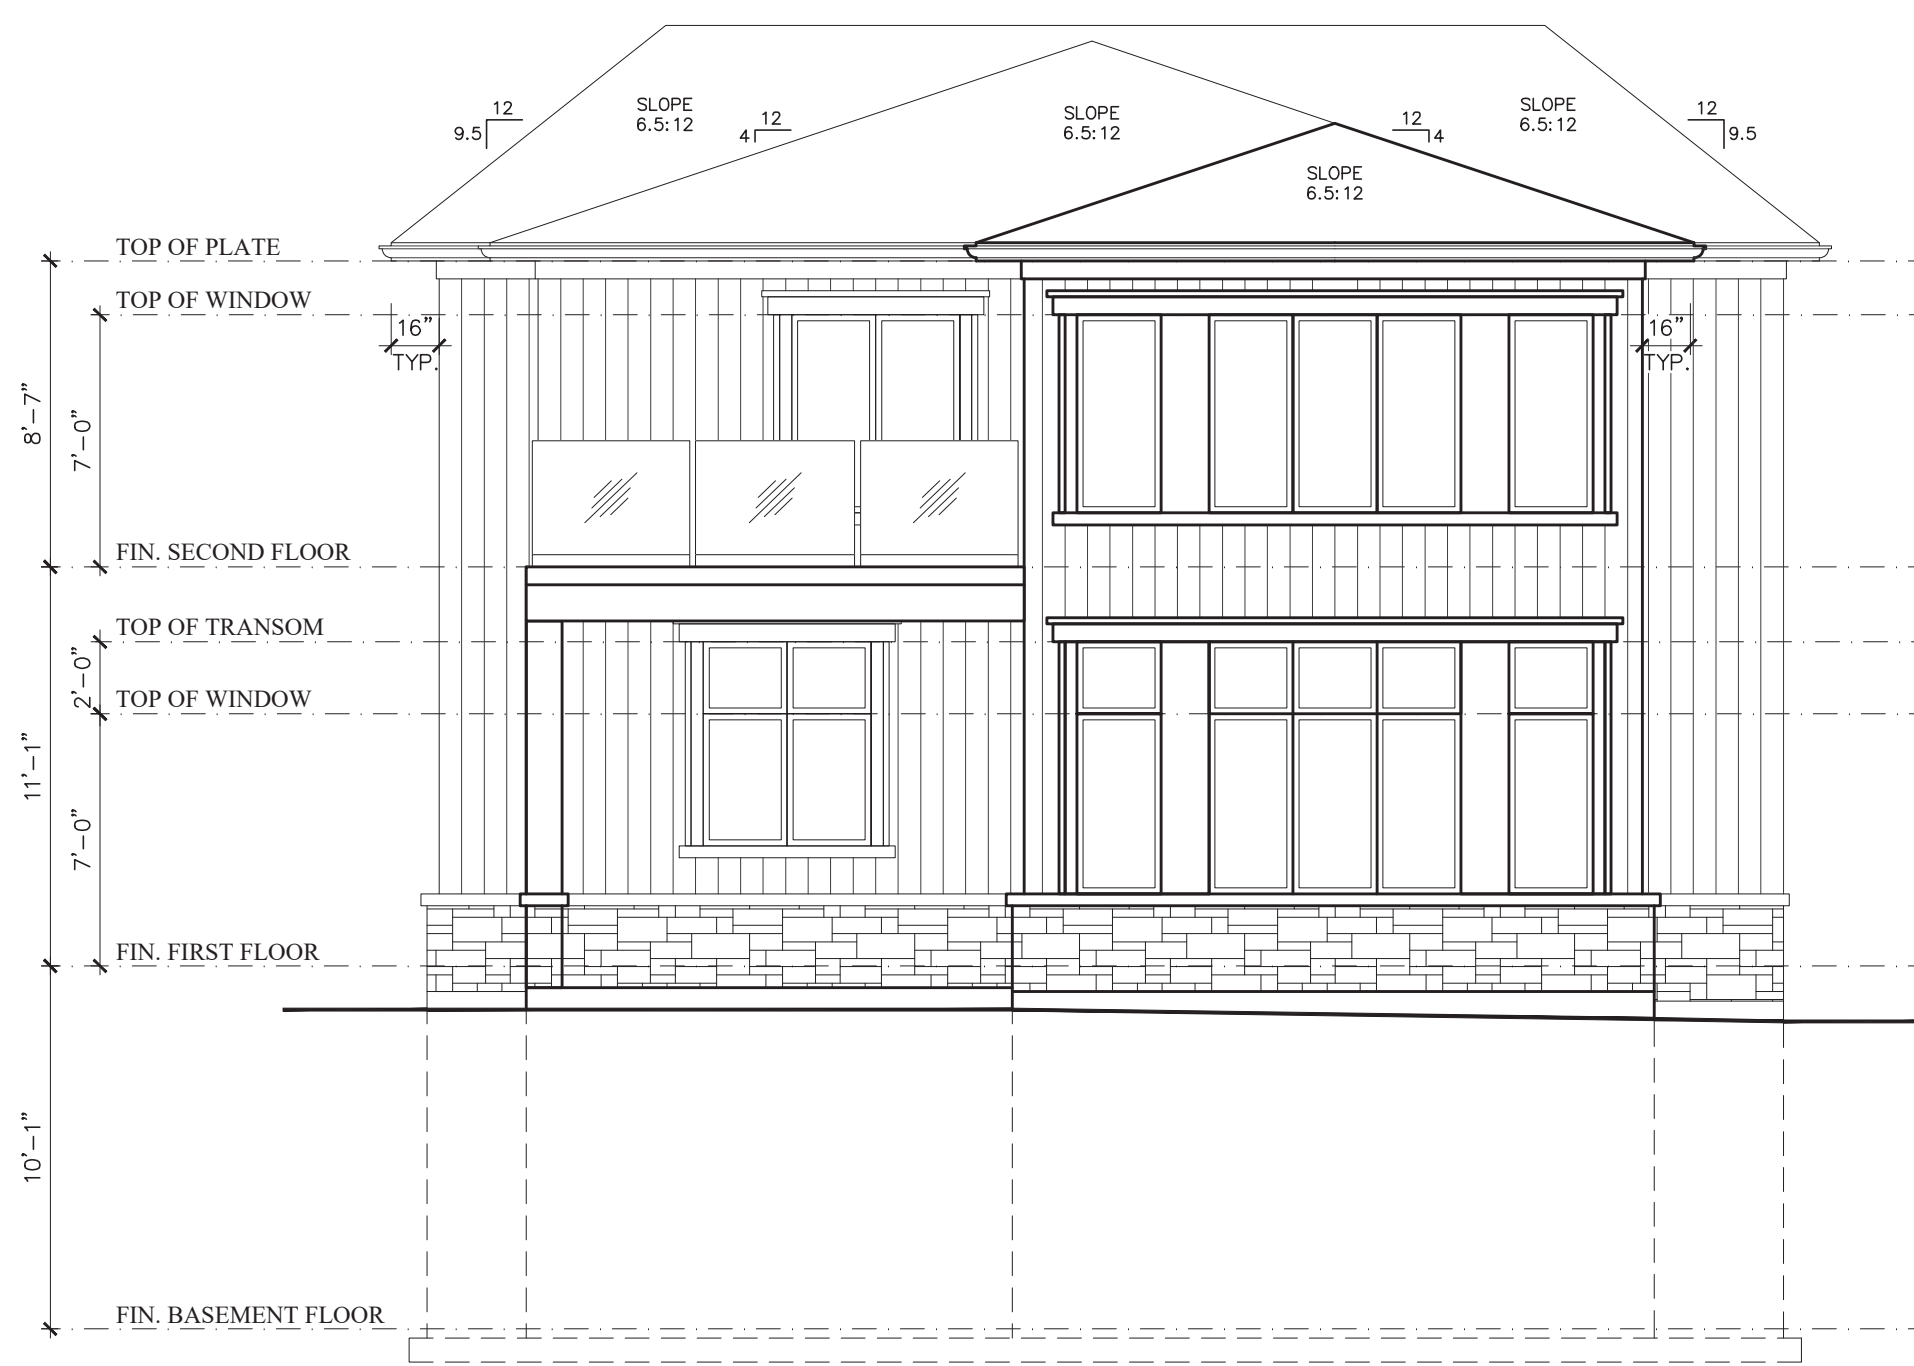 SLOPE
6.5:12
12
9.5
12
4
SLOPE
6.5:12
12
4
SLOPE
6.5:12
12
9.5
SLOPE
6.5:12
TOP OF PLATE
TOP OF WINDOW
16"
TYP.
16"
TYP.
8'-7"
7'-0"
FIN. SECOND FLOOR
TOP OF TRANSOM
2'-0"
TOP OF WINDOW
11'-1"
7'-0"
FIN. FIRST FLOOR
10'-1"
FIN. BASEMENT FLOOR